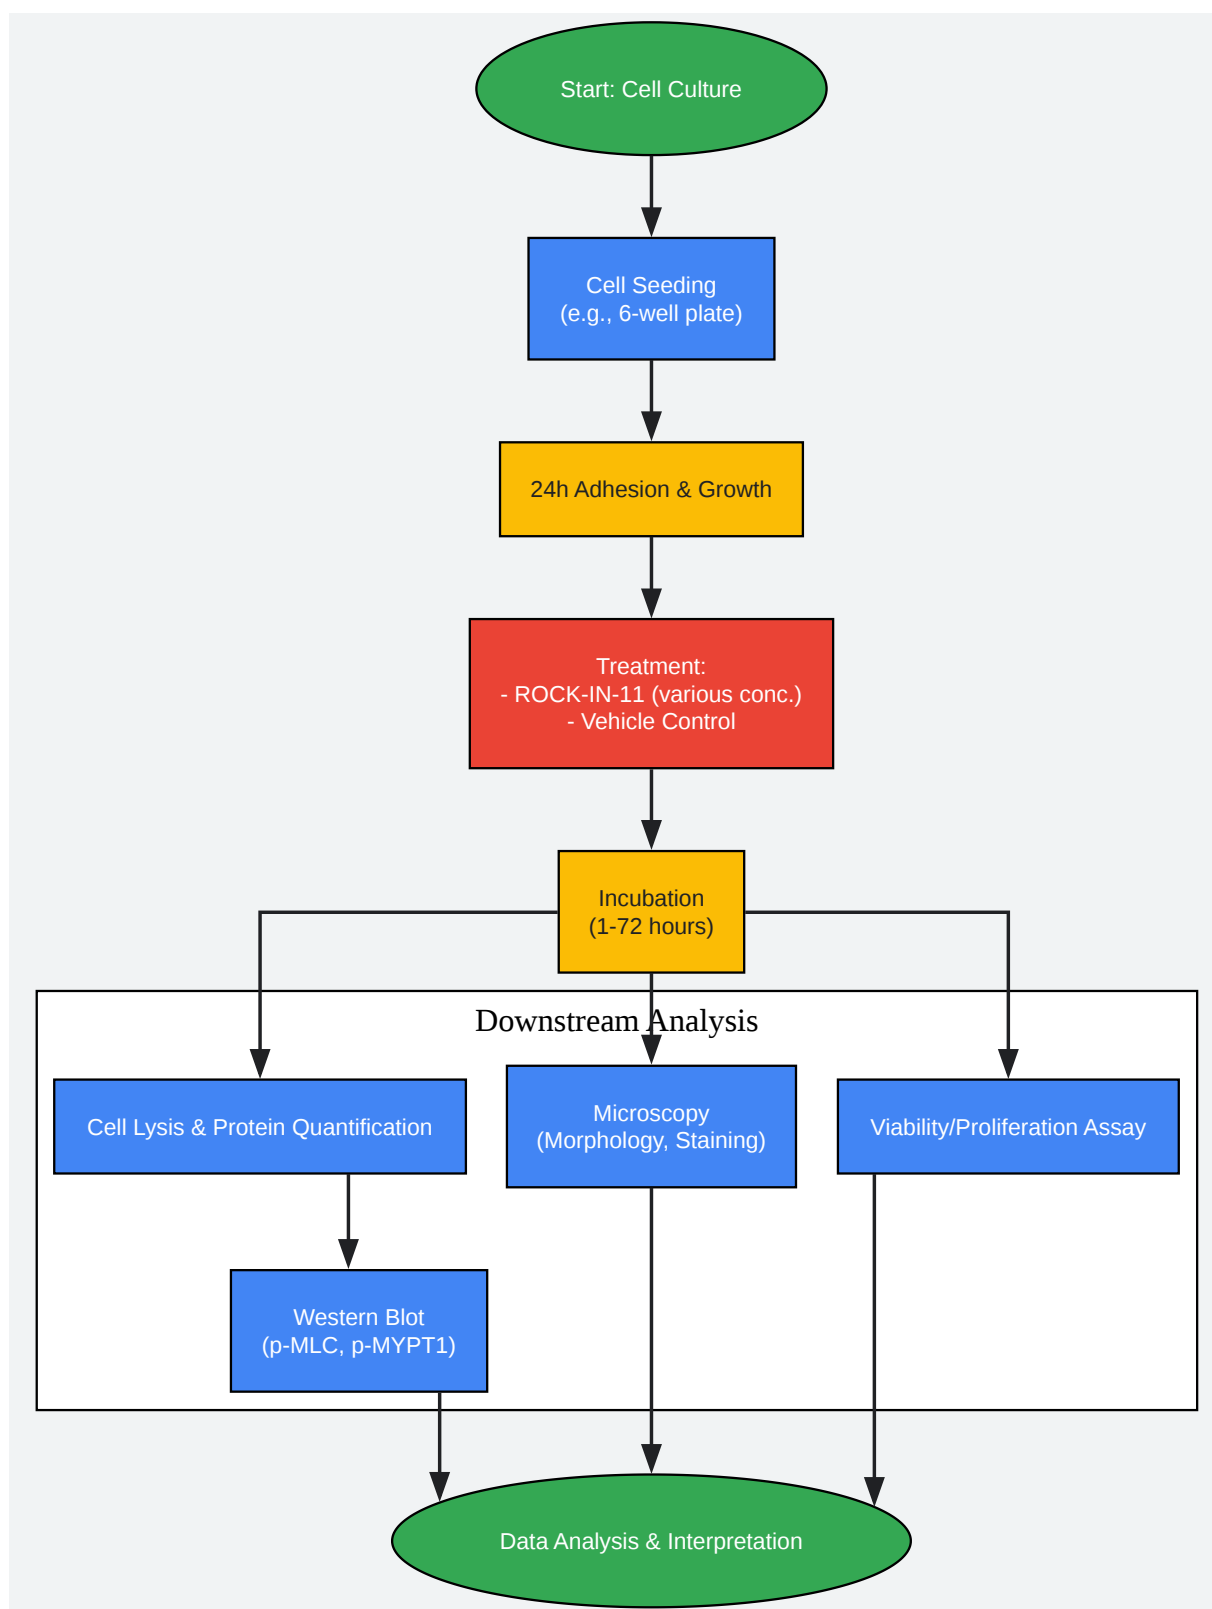 Start: Cell Culture
Cell Seeding
(e.g., 6-well plate)
24h Adhesion & Growth
Treatment:
- ROCK-IN-11 (various conc.)
- Vehicle Control
Incubation
(1-72 hours)
Downstream Analysis
Cell Lysis & Protein Quantification
Microscopy
(Morphology, Staining)
Viability/Proliferation Assay
Western Blot
(p-MLC, p-MYPT1)
Data Analysis & Interpretation